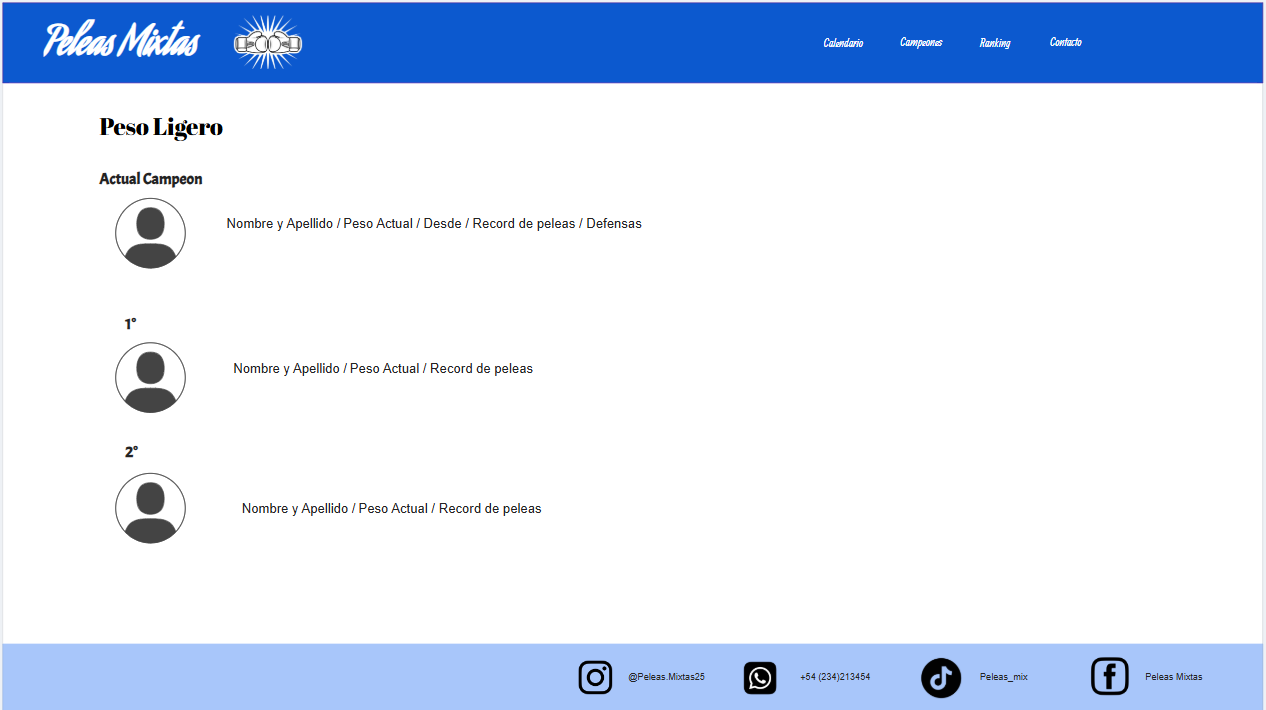 Peleas Mixtas
Calendario Campeones Ranking Contacto
Peso Ligero
Actual Campeon
Nombre y Apellido / Peso Actual / Desde / Record de peleas / Defensas
1°
Nombre y Apellido / Peso Actual / Record de peleas
2°
Nombre y Apellido / Peso Actual / Record de peleas
@Peleas.Mixtas25 +54 (234)213454 Peleas_mix Peleas Mixtas